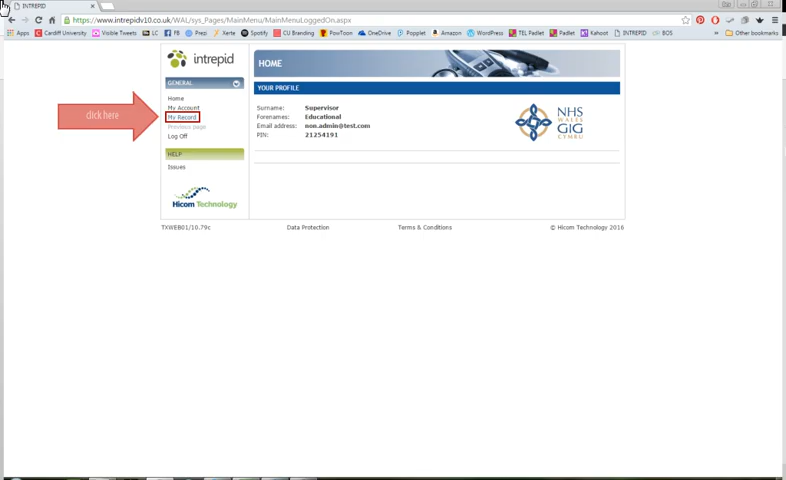 INTREPID
https://www.intrepidv10.co.uk/WAL/sys_Pages/MainMenu/MainMenuLoggedOn.aspx
Apps Cardiff University Visible Tweets LC FB Prezi Xerte Spotify CU Branding PowToon OneDrive Popplet Amazon WordPress TEL Padlet Padlet Kahoot INTREPID BOS » Other bookmarks
intrepid
HOME
GENERAL
YOUR PROFILE
Home
My Account
My Record
Previous page
Log Off
click here
HELP
Issues
Hicom Technology
Surname: Supervisor
Forenames: Educational
Email address: non.admin@test.com
PIN: 21254191
NHS
WALES
GIG
CYMRU
TXWEB01/10.79c Data Protection Terms & Conditions © Hicom Technology 2016